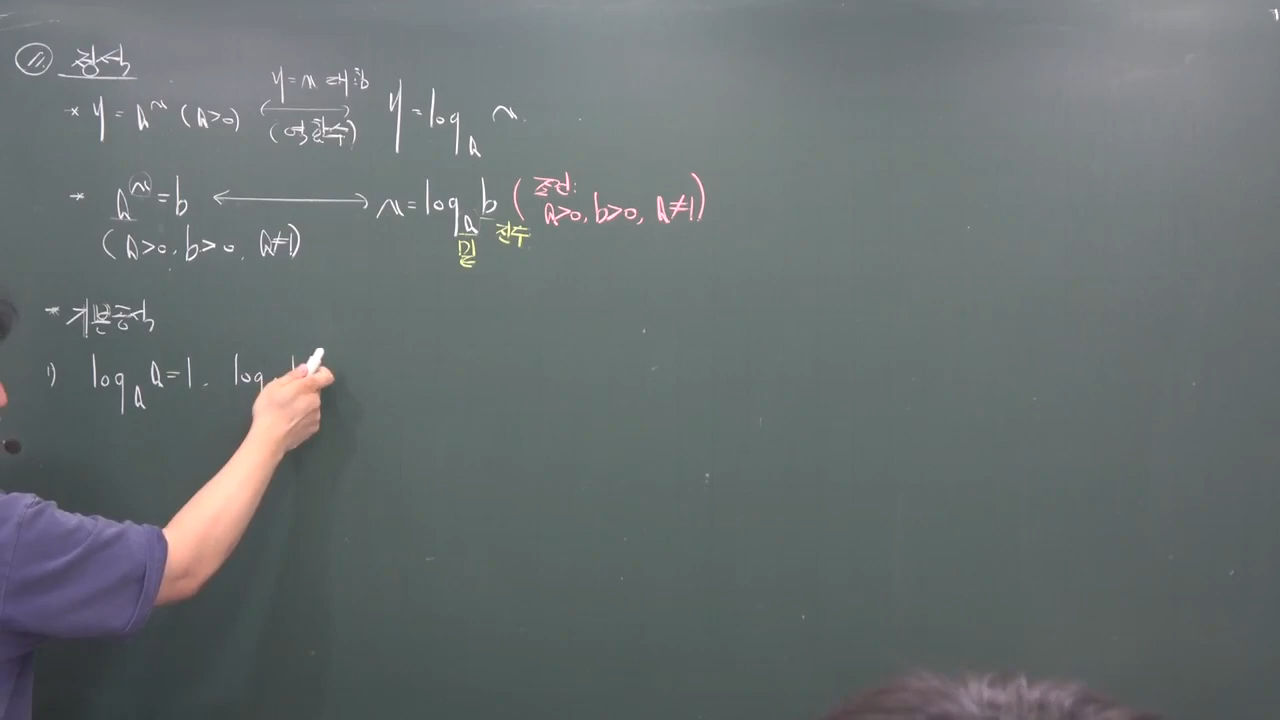 정의
* y = a^x (a>0) ⟷ y = log_a x
y = x 대칭
(역함수)
* a^x = b ⟷ x = log_a b (조건: a>0, b>0, a≠1)
(a>0, b>0, a≠1)
밑 진수
* 기본공식
1) log_a a = 1, log